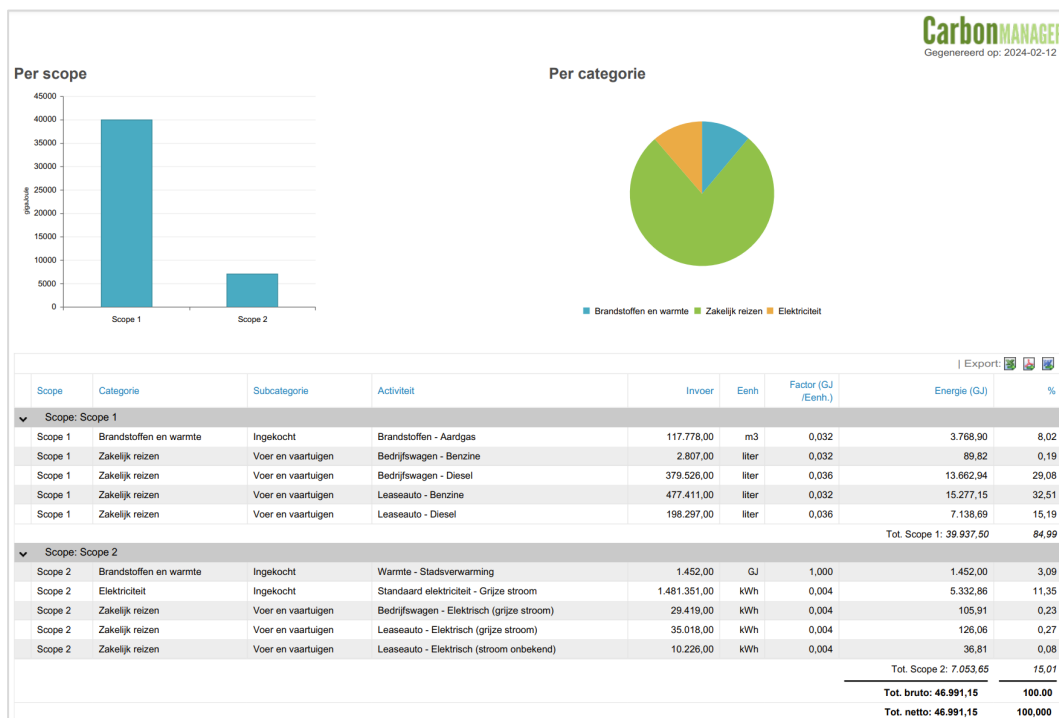 CarbonMANAGER
Gegenereerd op: 2024-02-12
Per scope
Per categorie
45000
40000
35000
30000
25000
20000
15000
10000
5000
0
gigaJoule
Scope 1 Scope 2
Brandstoffen en warmte Zakelijk reizen Elektriciteit
| Export:
Scope Categorie Subcategorie Activiteit Invoer Eenh Factor (GJ /Eenh.) Energie (GJ) %
Scope: Scope 1
Scope 1 Brandstoffen en warmte Ingekocht Brandstoffen - Aardgas 117.778,00 m3 0,032 3.768,90 8,02
Scope 1 Zakelijk reizen Voer en vaartuigen Bedrijfswagen - Benzine 2.807,00 liter 0,032 89,82 0,19
Scope 1 Zakelijk reizen Voer en vaartuigen Bedrijfswagen - Diesel 379.526,00 liter 0,036 13.662,94 29,08
Scope 1 Zakelijk reizen Voer en vaartuigen Leaseauto - Benzine 477.411,00 liter 0,032 15.277,15 32,51
Scope 1 Zakelijk reizen Voer en vaartuigen Leaseauto - Diesel 198.297,00 liter 0,036 7.138,69 15,19
Tot. Scope 1: 39.937,50 84,99
Scope: Scope 2
Scope 2 Brandstoffen en warmte Ingekocht Warmte - Stadsverwarming 1.452,00 GJ 1,000 1.452,00 3,09
Scope 2 Elektriciteit Ingekocht Standaard elektriciteit - Grijze stroom 1.481.351,00 kWh 0,004 5.332,86 11,35
Scope 2 Zakelijk reizen Voer en vaartuigen Bedrijfswagen - Elektrisch (grijze stroom) 29.419,00 kWh 0,004 105,91 0,23
Scope 2 Zakelijk reizen Voer en vaartuigen Leaseauto - Elektrisch (grijze stroom) 35.018,00 kWh 0,004 126,06 0,27
Scope 2 Zakelijk reizen Voer en vaartuigen Leaseauto - Elektrisch (stroom onbekend) 10.226,00 kWh 0,004 36,81 0,08
Tot. Scope 2: 7.053,65 15,01
Tot. bruto: 46.991,15 100.00
Tot. netto: 46.991,15 100,000